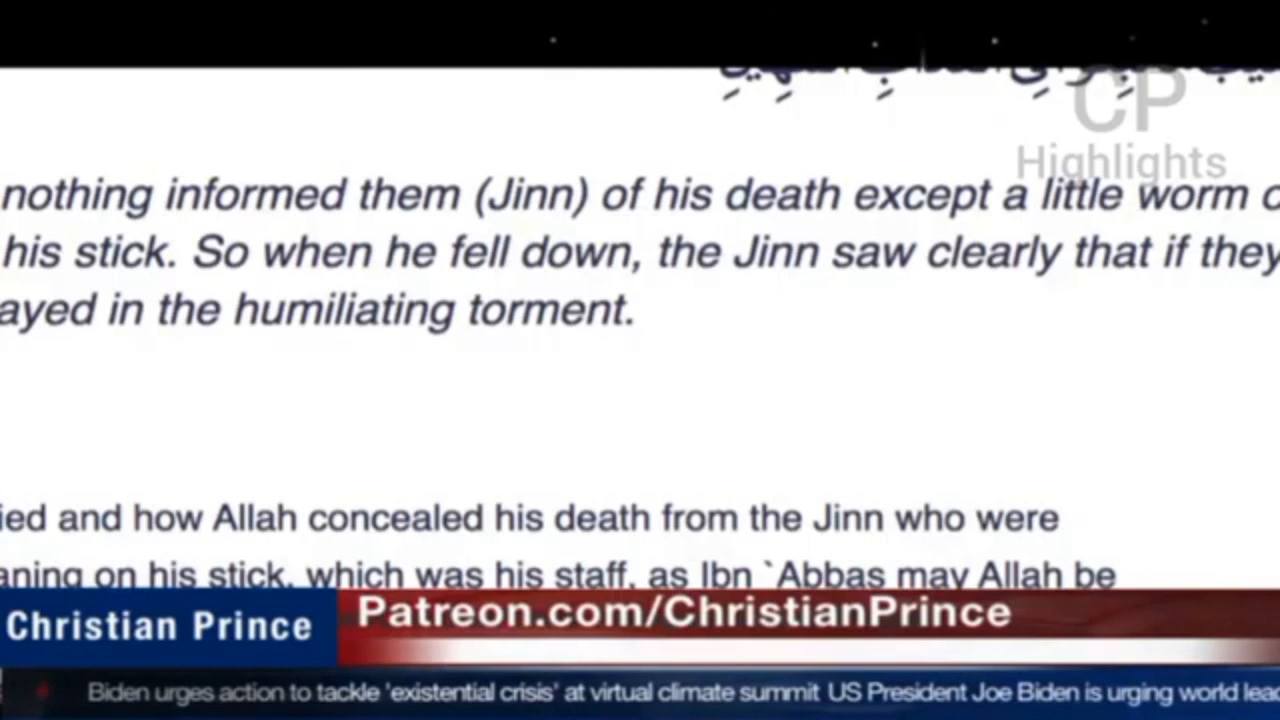 CP
Highlights
nothing informed them (Jinn) of his death except a little worm
his stick. So when he fell down, the Jinn saw clearly that if they
ayed in the humiliating torment.
ied and how Allah concealed his death from the Jinn who were
aning on his stick, which was his staff, as Ibn `Abbas may Allah be
Christian Prince
Patreon.com/ChristianPrince
Biden urges action to tackle 'existential crisis' at virtual climate summit US President Joe Biden is urging world lea